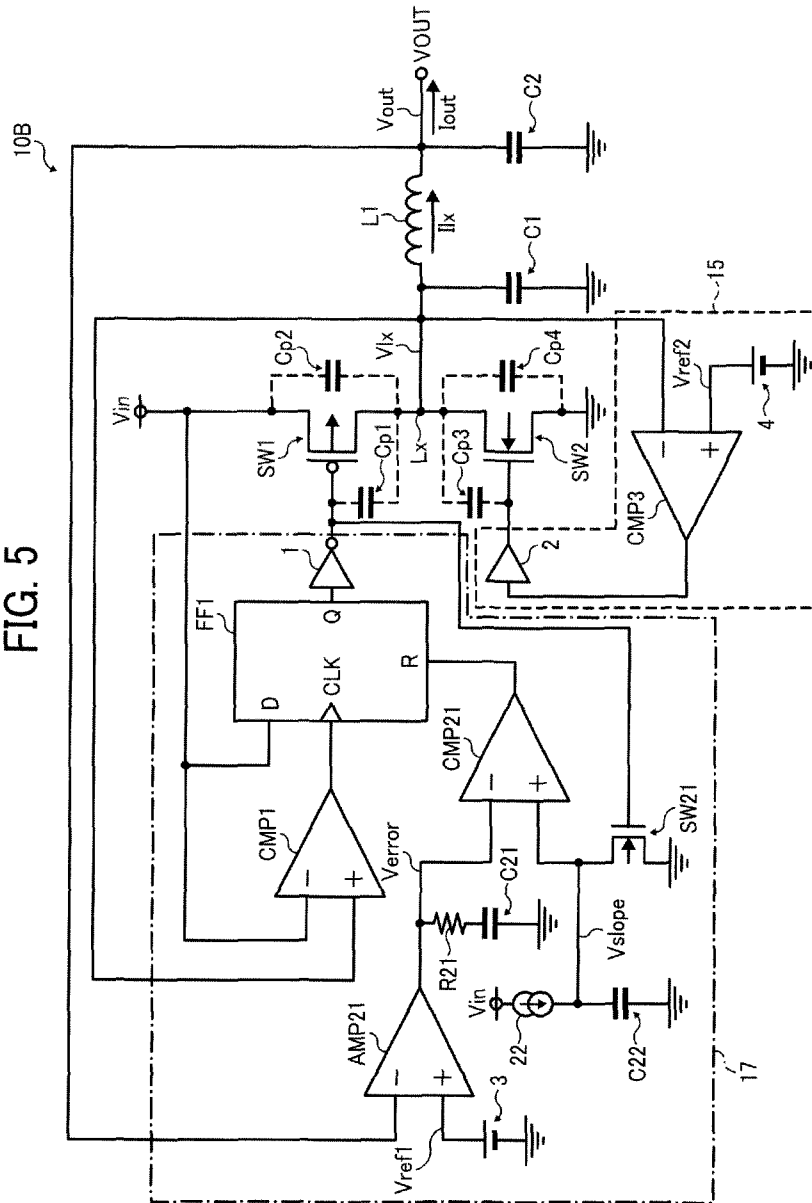 FIG. 5
10B
Vin
VOUT
Vout
Iout
L1
Ilx
C2
C1
Vlx
Lx
SW1
Cp2
Cp1
Cp3
Cp4
SW2
15
Vref2
4
CMP3
1
2
FF1
D
Q
CLK
R
CMP1
−
+
CMP21
−
+
Verror
R21
C21
Vslope
SW21
Vin
22
C22
AMP21
−
+
Vref1
3
17
−
+